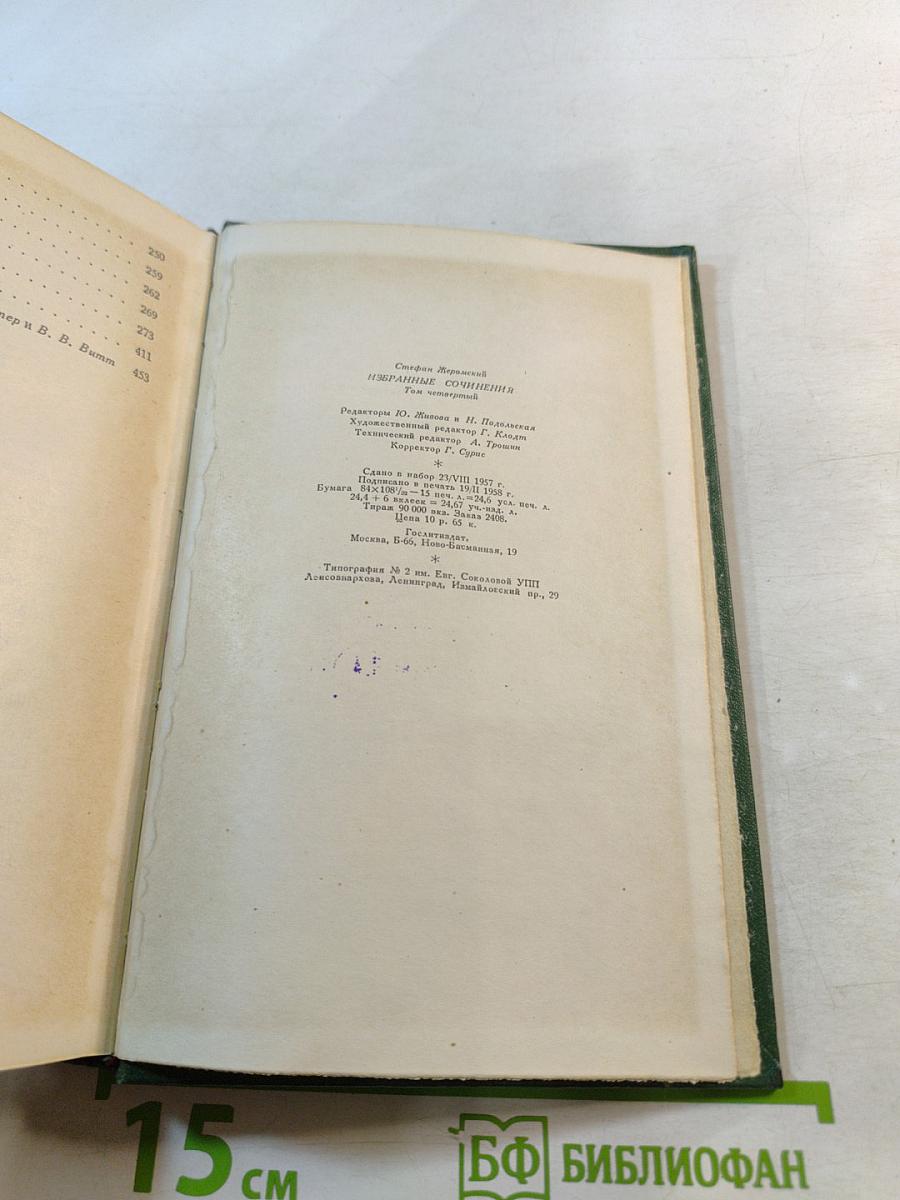 250
259
262
269
273
411
тер и В. В. Витт 453
Стефан Жеромский
ИЗБРАННЫЕ СОЧИНЕНИЯ
Том четвертый
Редакторы Ю. Живова и Н. Подольская
Художественный редактор Г. Клодт
Технический редактор А. Трошин
Корректор Г. Сурис
*
Сдано в набор 23/VIII 1957 г.
Подписано в печать 19/II 1958 г.
Бумага 84×108¹/₃₂—15 печ. л.=24,6 усл. печ. л.
24,4 + 6 вклеек = 24,67 уч.-изд. л.
Тираж 90 000 экз. Заказ 2408.
Цена 10 р. 65 к.
Гослитиздат,
Москва, Б-66, Ново-Басманная, 19
*
Типография № 2 им. Евг. Соколовой УПП
Ленсовнархоза, Ленинград, Измайловский пр., 29
15 см
БФ БИБЛИОФАН